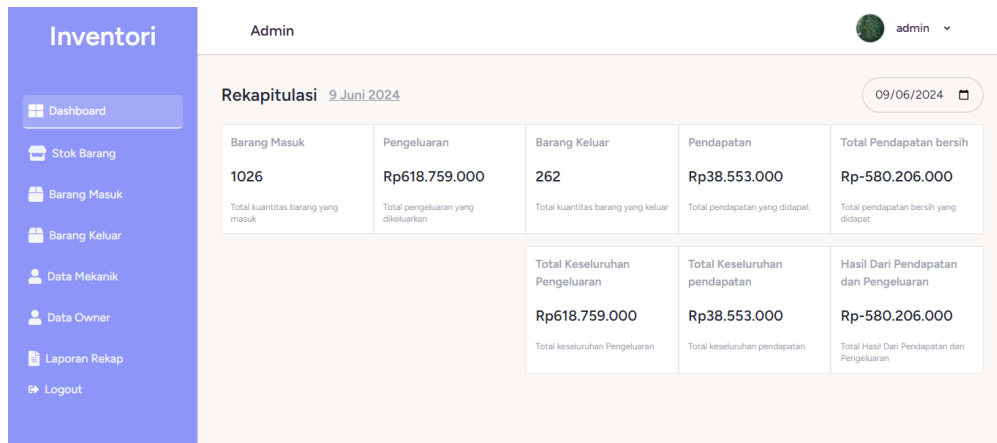 Inventori
Admin
admin
Dashboard
Stok Barang
Barang Masuk
Barang Keluar
Data Mekanik
Data Owner
Laporan Rekap
Logout
Rekapitulasi 9 Juni 2024
09/06/2024
Barang Masuk
1026
Total kuantitas barang yang
masuk
Pengeluaran
Rp618.759.000
Total pengeluaran yang
dikeluarkan
Barang Keluar
262
Total kuantitas barang yang keluar
Pendapatan
Rp38.553.000
Total pendapatan yang didapat
Total Pendapatan bersih
Rp-580.206.000
Total pendapatan bersih yang
didapat
Total Keseluruhan
Pengeluaran
Rp618.759.000
Total keseluruhan Pengeluaran
Total Keseluruhan
pendapatan
Rp38.553.000
Total keseluruhan pendapatan
Hasil Dari Pendapatan
dan Pengeluaran
Rp-580.206.000
Total Hasil Dari Pendapatan dan
Pengeluaran